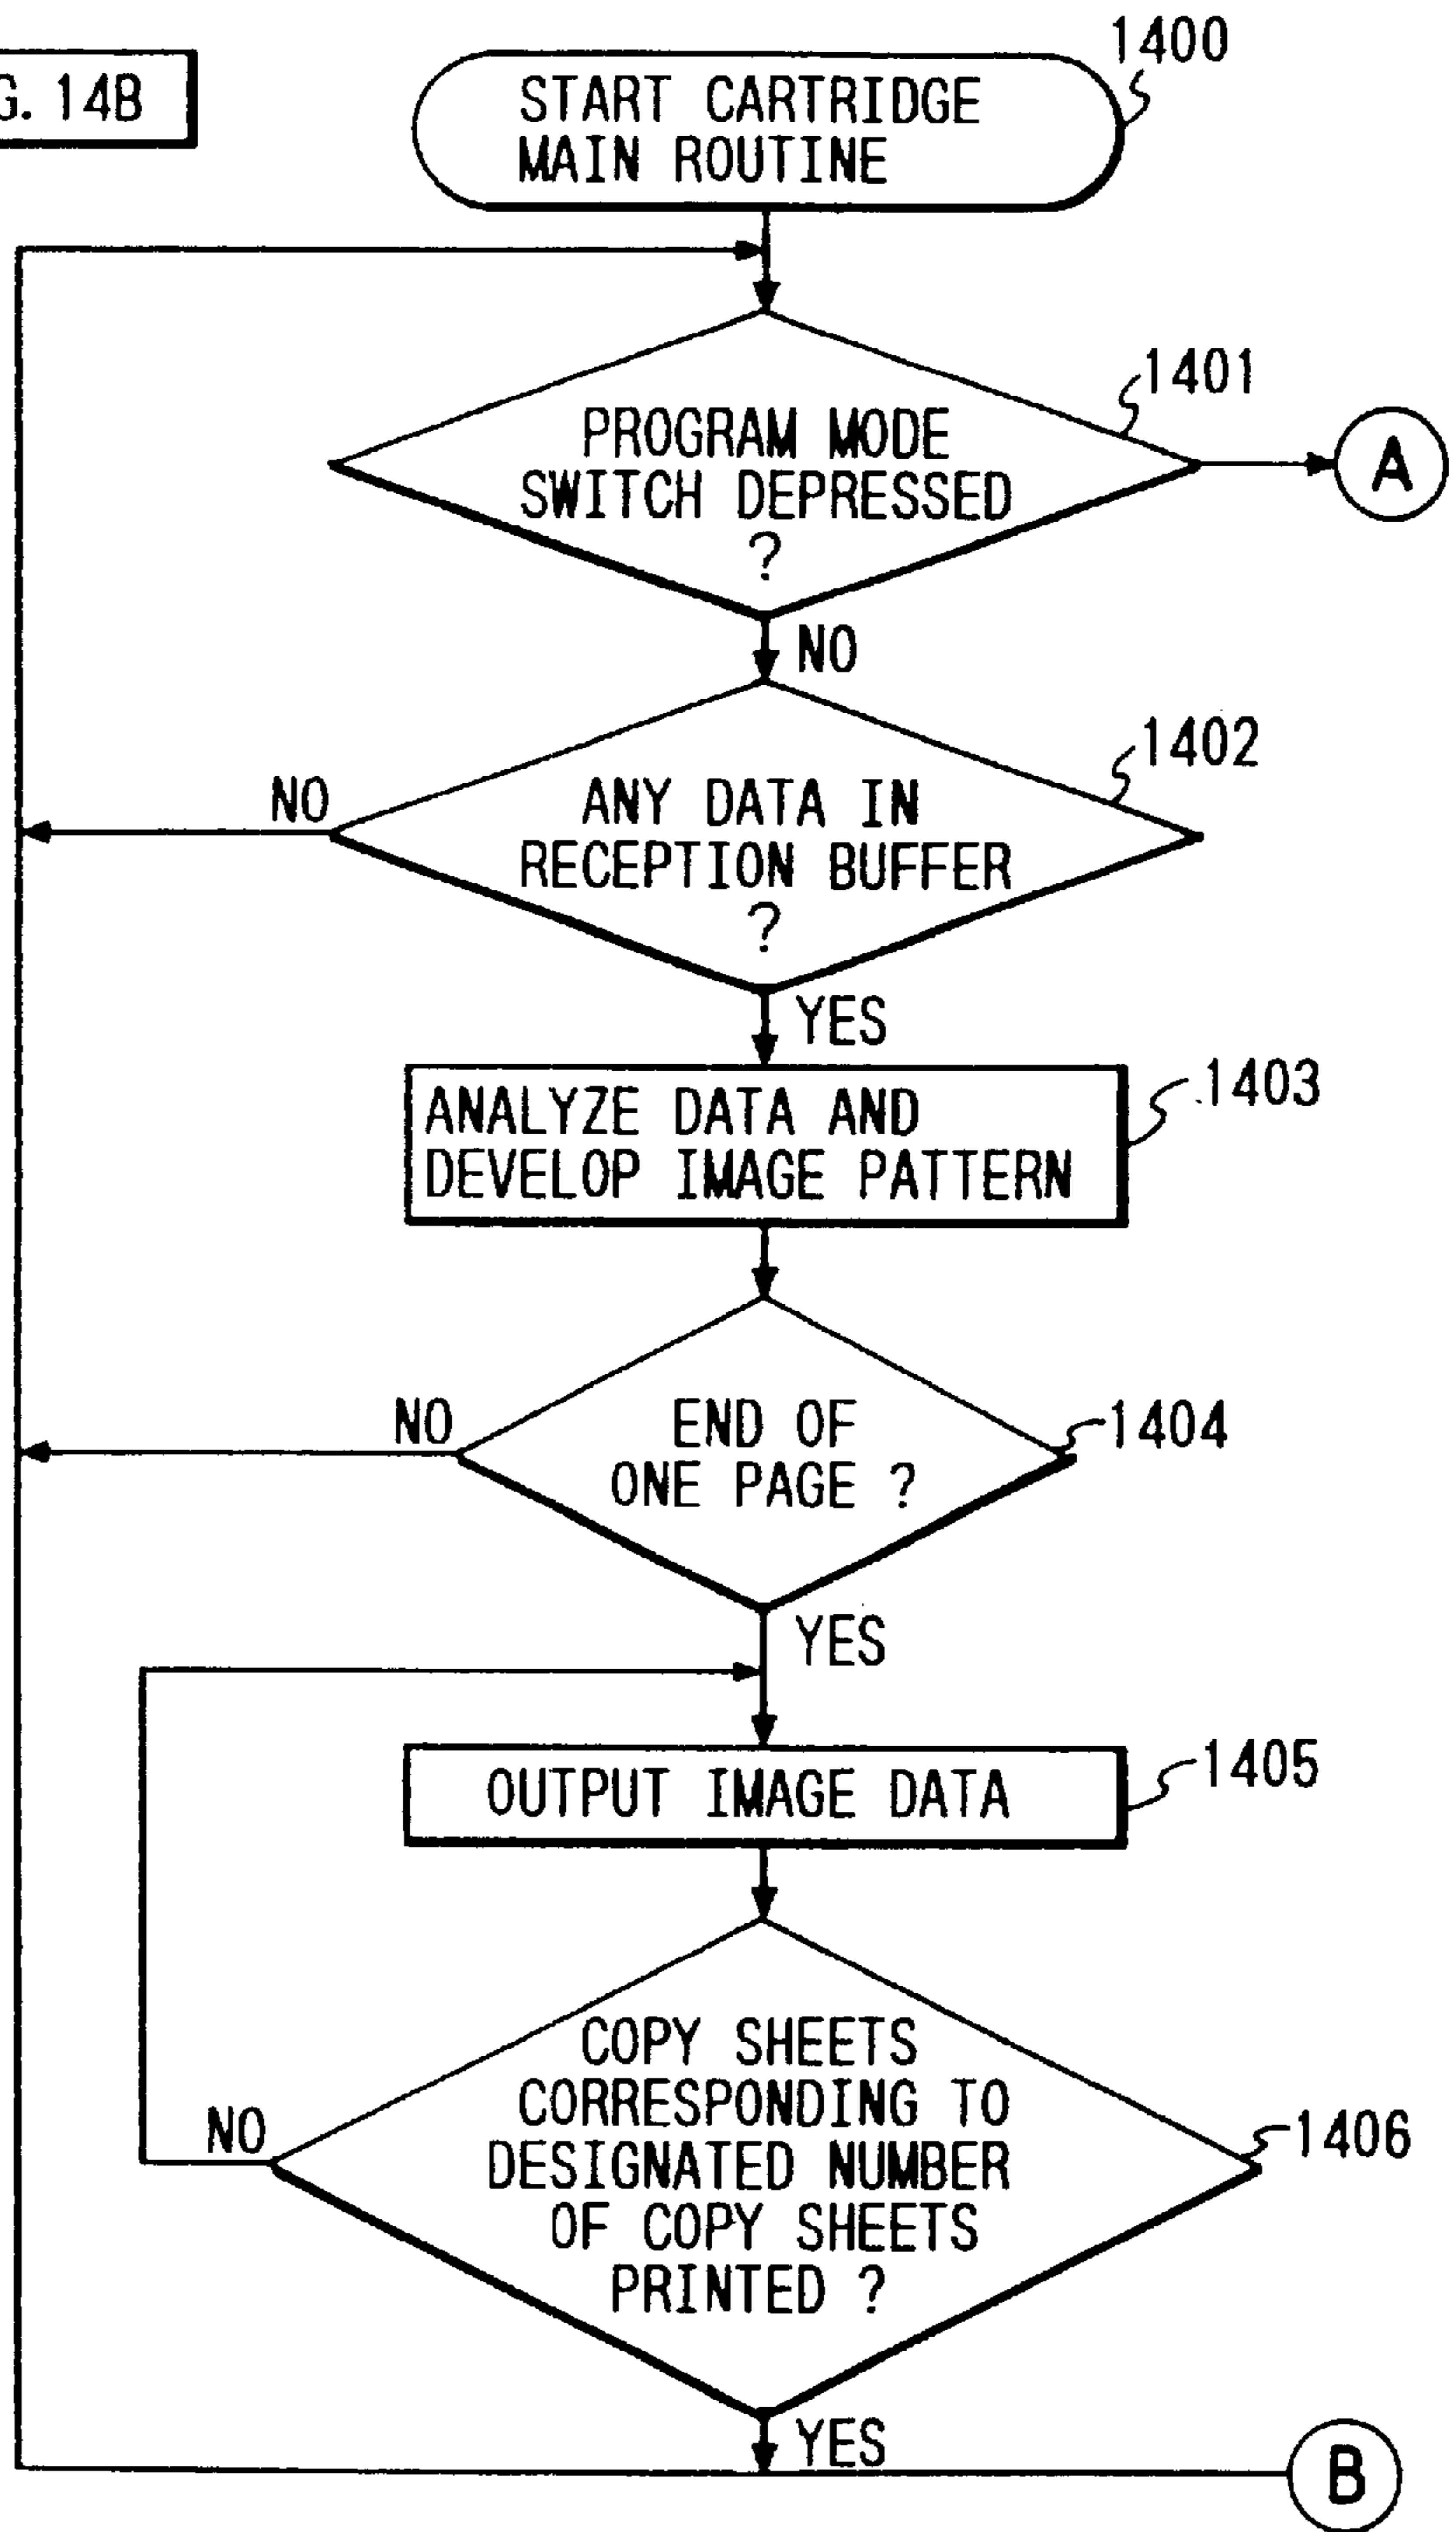 G. 14B
1400
START CARTRIDGE
MAIN ROUTINE
1401
PROGRAM MODE
SWITCH DEPRESSED
?
A
NO
1402
NO
ANY DATA IN
RECEPTION BUFFER
?
YES
1403
ANALYZE DATA AND
DEVELOP IMAGE PATTERN
NO
END OF
ONE PAGE ?
1404
YES
1405
OUTPUT IMAGE DATA
COPY SHEETS
CORRESPONDING TO
DESIGNATED NUMBER
OF COPY SHEETS
PRINTED ?
NO
1406
YES
B